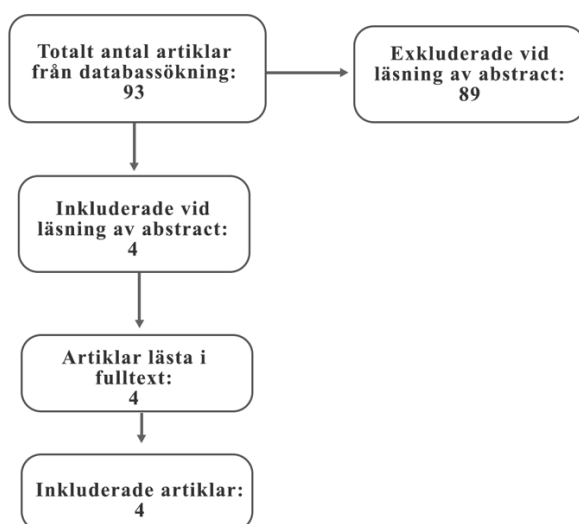 Totalt antal artiklar
från databassökning:
93
Exkluderade vid
läsning av abstract:
89
Inkluderade vid
läsning av abstract:
4
Artiklar lästa i
fulltext:
4
Inkluderade artiklar:
4